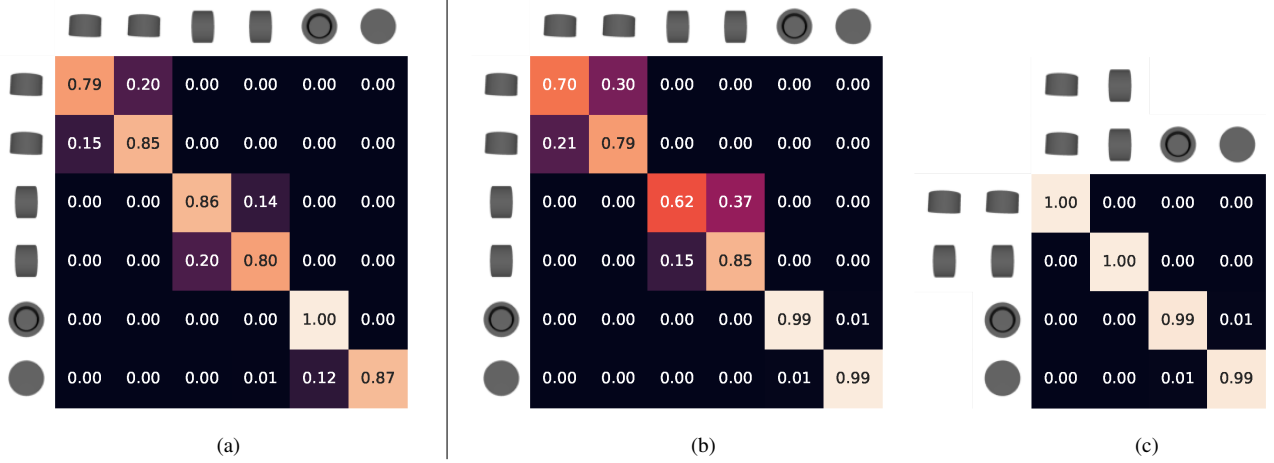 0.79 0.20 0.00 0.00 0.00 0.00
0.15 0.85 0.00 0.00 0.00 0.00
0.00 0.00 0.86 0.14 0.00 0.00
0.00 0.00 0.20 0.80 0.00 0.00
0.00 0.00 0.00 0.00 1.00 0.00
0.00 0.00 0.00 0.01 0.12 0.87
(a)
0.70 0.30 0.00 0.00 0.00 0.00
0.21 0.79 0.00 0.00 0.00 0.00
0.00 0.00 0.62 0.37 0.00 0.00
0.00 0.00 0.15 0.85 0.00 0.00
0.00 0.00 0.00 0.00 0.99 0.01
0.00 0.00 0.00 0.00 0.01 0.99
(b)
1.00 0.00 0.00 0.00
0.00 1.00 0.00 0.00
0.00 0.00 0.99 0.01
0.00 0.00 0.01 0.99
(c)